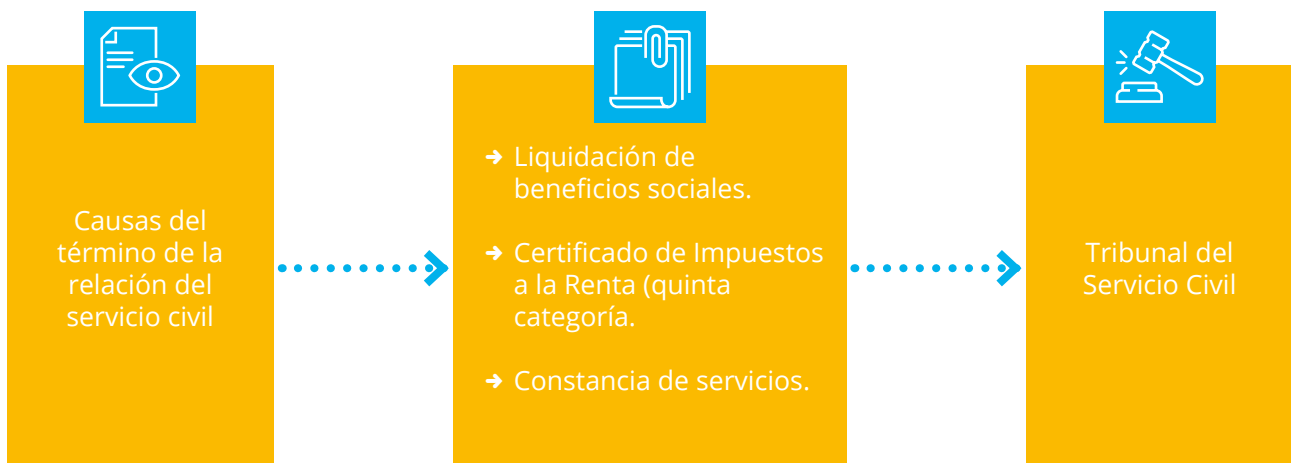 Causas del
término de la
relación del
servicio civil
➔ Liquidación de
beneficios sociales.
➔ Certificado de Impuestos
a la Renta (quinta
categoría.
➔ Constancia de servicios.
Tribunal del
Servicio Civil